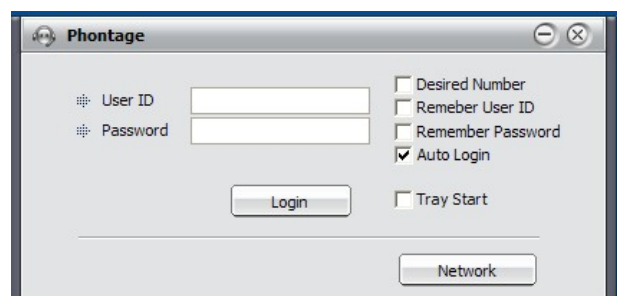 Phontage
User ID
Password
Desired Number
Remeber User ID
Remember Password
Auto Login
Login
Tray Start
Network